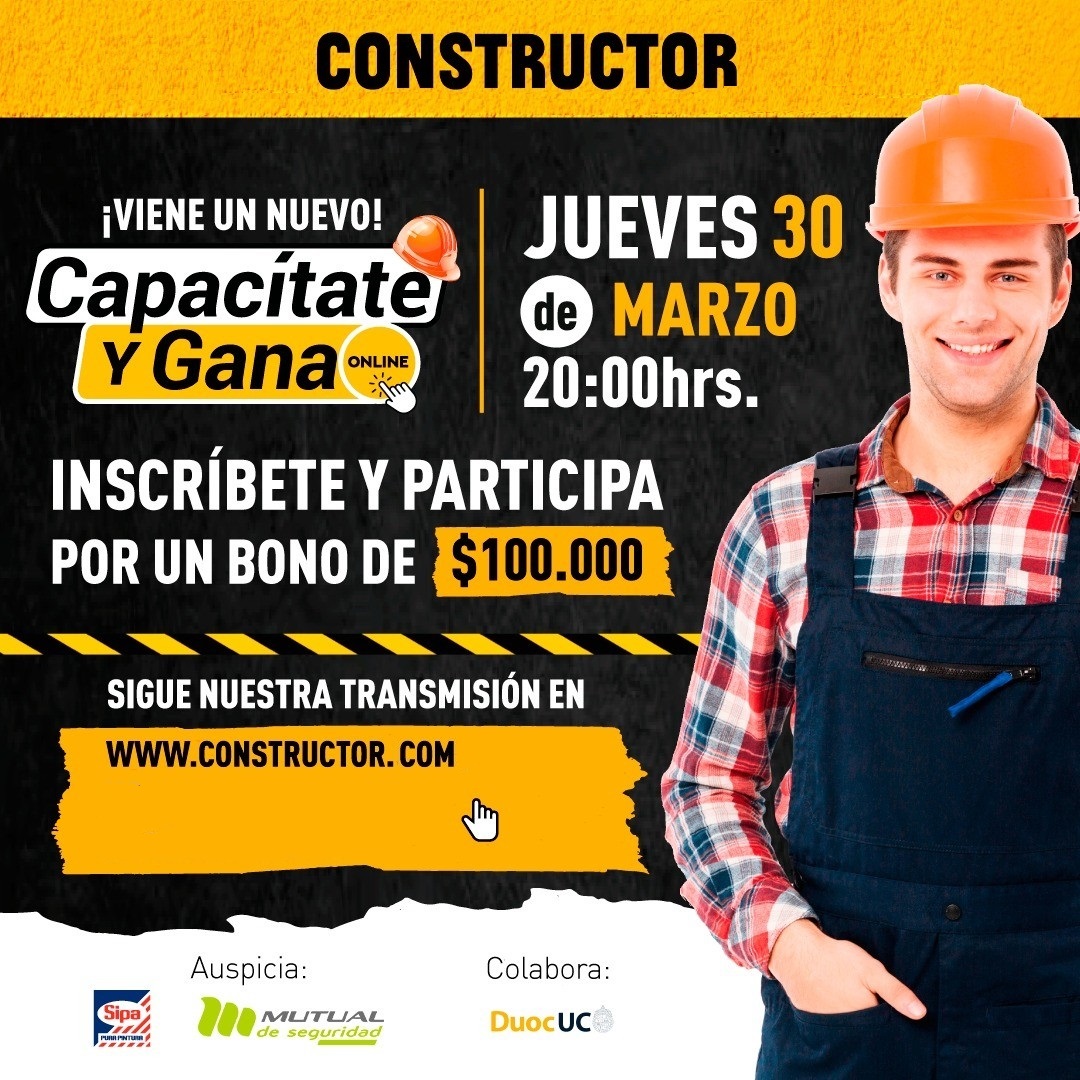 CONSTRUCTOR
¡VIENE UN NUEVO!
Capacítate
Y Gana
ONLINE
JUEVES 30
de MARZO
20:00hrs.
INSCRÍBETE Y PARTICIPA
POR UN BONO DE $100.000
SIGUE NUESTRA TRANSMISIÓN EN
WWW.CONSTRUCTOR. COM
Auspicia:
Colabora:
Sipa
PURA PINTURA
MUTUAL
de seguridad
DuocUC